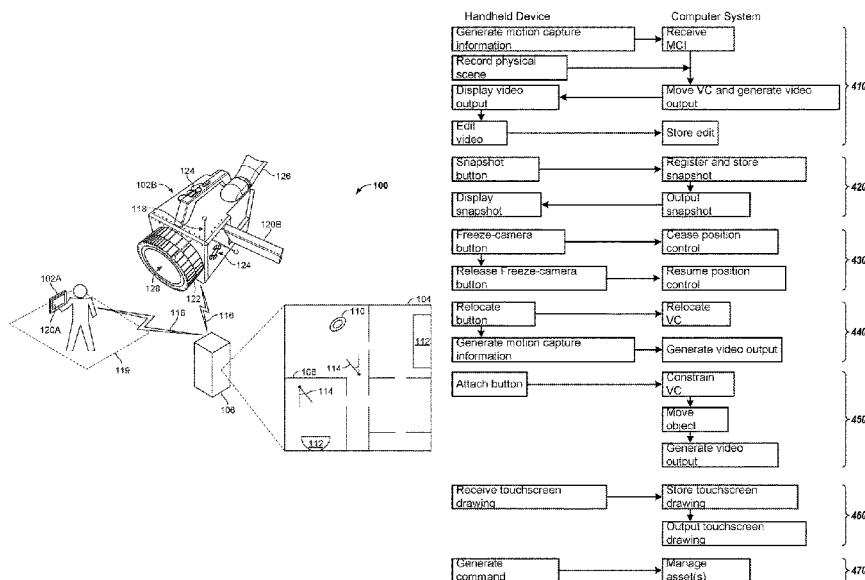 124
126
102B
100
118
120B
128
124
122
102A
116
116
120A
119
106
104
110
112
114
108
114
112
Handheld Device
Computer System
Generate motion capture
information
Receive
MCI
Record physical
scene
Display video
output
Move VC and generate video
output
Edit
video
Store edit
410
Snapshot
button
Register and store
snapshot
Display
snapshot
Output
snapshot
420
Freeze-camera
button
Cease position
control
Release Freeze-camera
button
Resume position
control
430
Relocate
button
Relocate
VC
Generate motion capture
information
Generate video output
440
Attach button
Constrain
VC
Move
object
Generate video
output
450
Receive touchscreen
drawing
Store touchscreen
drawing
Output touchscreen
drawing
460
Generate
command
Manage
asset(s)
470